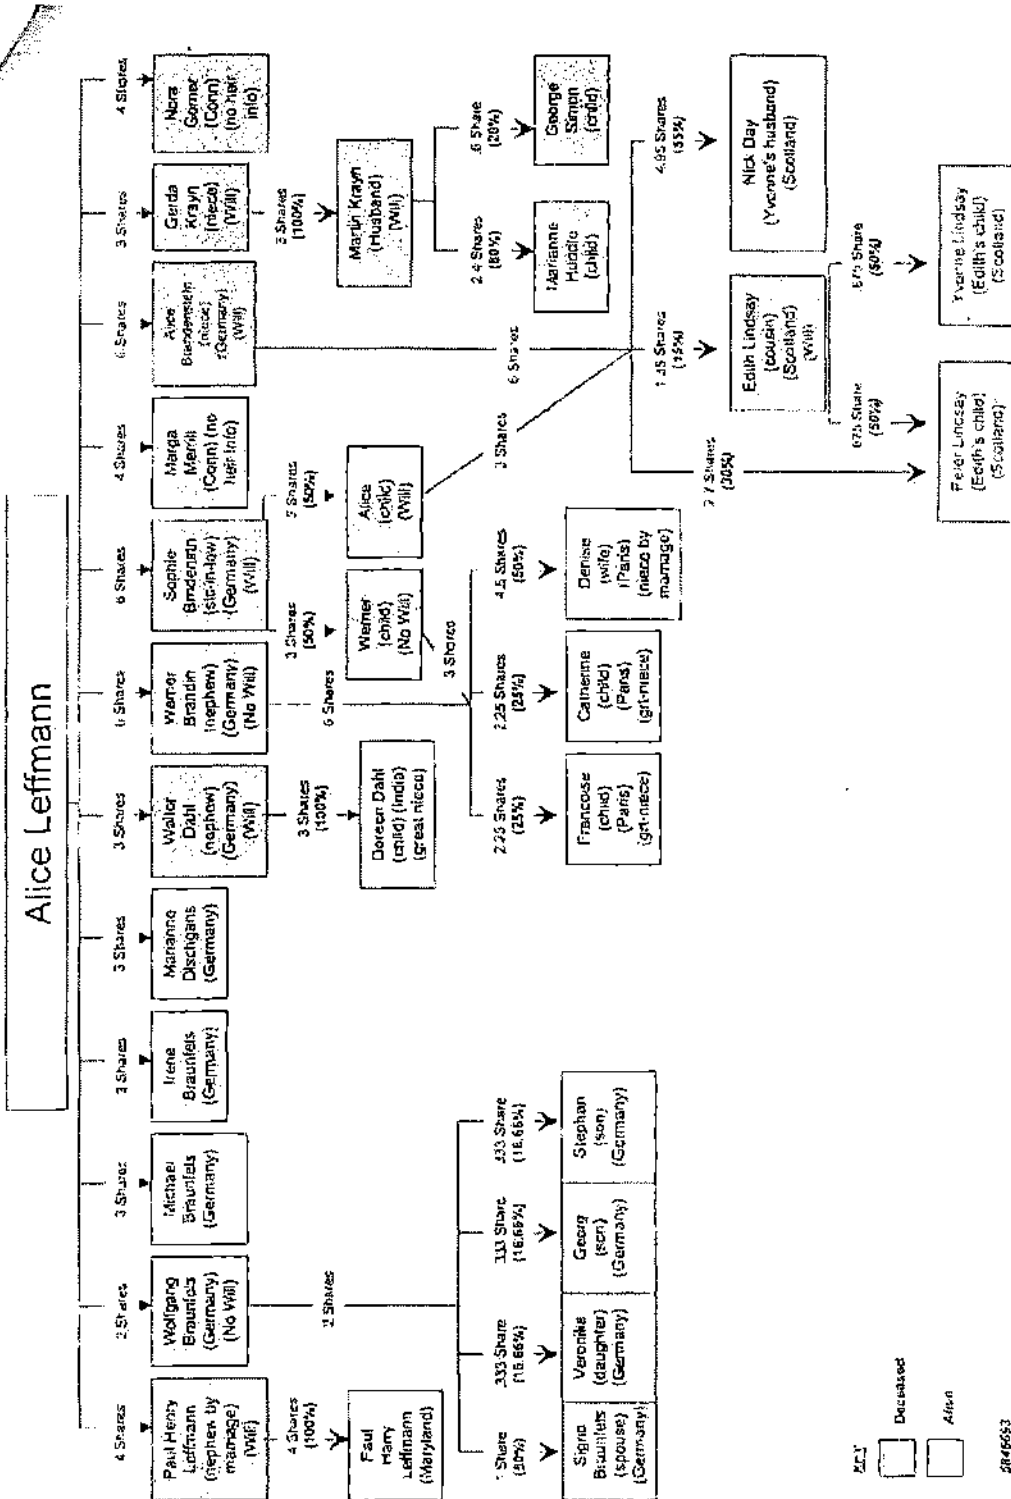 Alice Leffmann
4 Shares
2 Shares
3 Shares
3 Shares
3 Shares
3 Shares
6 Shares
6 Shares
4 Shares
6 Shares
3 Shares
4 Shares
Paul Henry
Leffmann
(nephew by
marriage)
(Will)
Wolfgang
Braunfels
(Germany)
(No Will)
Michael
Braunfels
(Germany)
Irene
Braunfels
(Germany)
Marianne
Dischgans
(Germany)
Walter
Dahl
(nephew)
(Germany)
(Will)
Werner
Brandin
(nephew)
(Germany)
(No Will)
Sophie
Brndenstn
(sis-in-law)
(Germany)
(Will)
Marga
Merrill
(Conn) (no
heir info)
Alice
Brandenstein
(niece)
(Germany)
(Will)
Gerda
Krayn
(niece)
(Will)
Nora
(Conn)
(no heir
info)
4 Shares
(100%)
2 Shares
3 Shares
(100%)
6 Shares
3 Shares
(50%)
3 Shares
(50%)
3 Shares
(100%)
Paul
Harry
Leffmann
(Maryland)
Doreen Dahl
(child) (India)
(great niece)
Werner
(child)
(No Will)
Alice
(child)
(Will)
Martin Krayn
(Husband)
(Will)
3 Shares
3 Shares
6 Shares
1 Share
(50%)
.333 Share
(16.66%)
.333 Share
(16.66%)
.333 Share
(16.66%)
2.25 Shares
(25%)
2.25 Shares
(25%)
4.5 Shares
(50%)
2.4 Shares
(80%)
.6 Share
(20%)
Sigrid
Braunfels
(spouse)
(Germany)
Veronika
(daughter)
(Germany)
Georg
(son)
(Germany)
Stephan
(son)
(Germany)
Francoise
(child)
(Paris)
(grt-niece)
Catherine
(child)
(Paris)
(grt-niece)
Denise
(wife)
(Paris)
(niece by
marriage)
Marianne
Huddle
(child)
George
Simon
(child)
2.7 Shares
(30%)
1.35 Shares
(15%)
4.95 Shares
(55%)
Edith Lindsay
(cousin)
(Scotland)
(Will)
Nick Day
(Yvonne's husband)
(Scotland)
.675 Share
(50%)
.675 Share
(50%)
Peter Lindsay
(Edith's child)
(Scotland)
Yvonne Lindsay
(Edith's child)
(Scotland)
KEY
Deceased
Alive